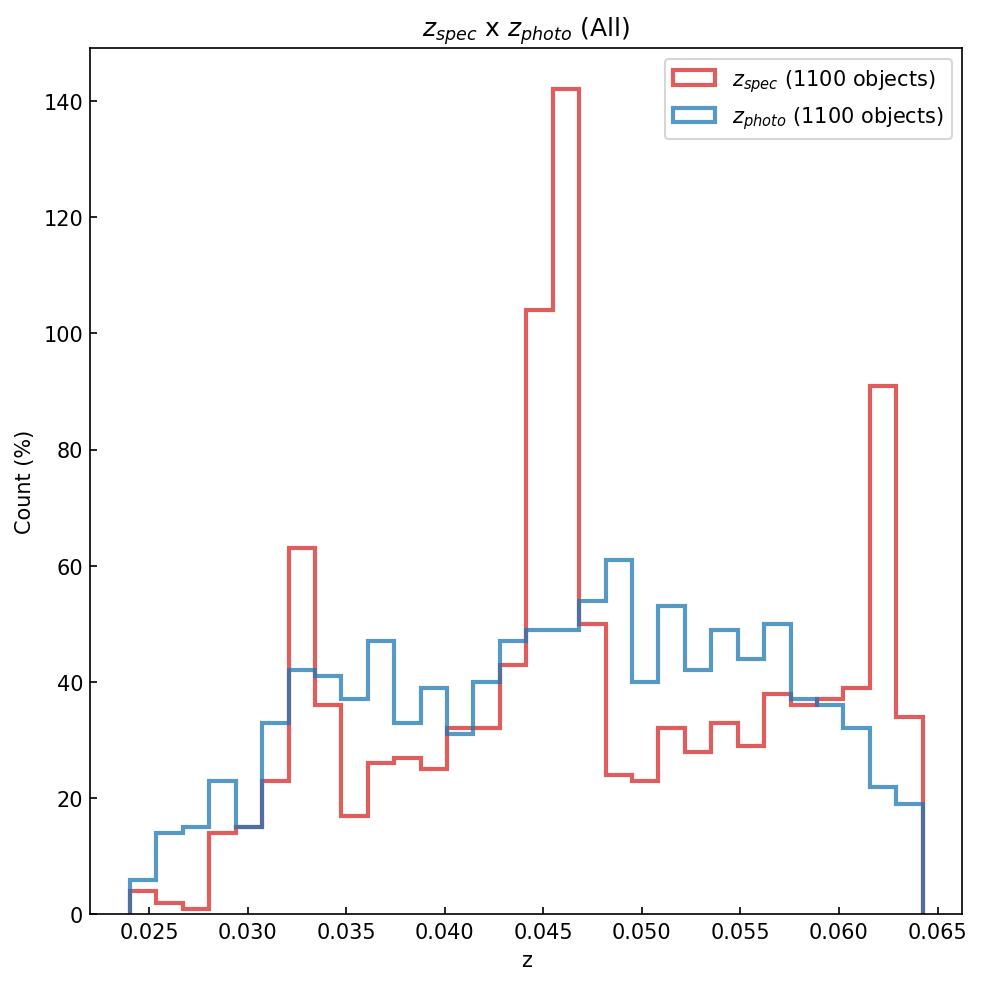 z_spec x z_photo (All)
z_spec (1100 objects)
z_photo (1100 objects)
Count (%)
140
120
100
80
60
40
20
0
0.025 0.030 0.035 0.040 0.045 0.050 0.055 0.060 0.065
z